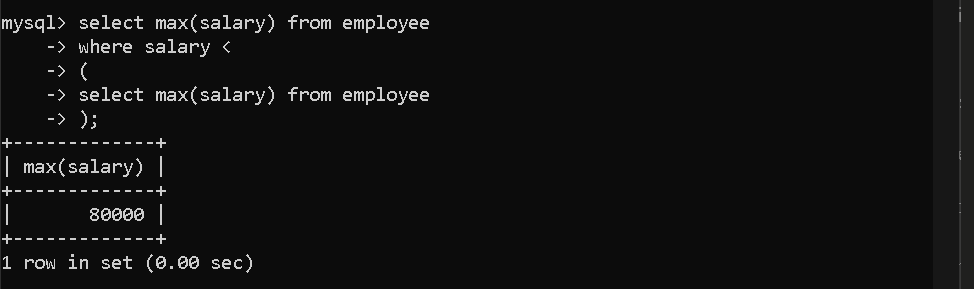 mysql> select max(salary) from employee
    -> where salary <
    -> (
    -> select max(salary) from employee
    -> );
+-------------+
| max(salary) |
+-------------+
|       80000 |
+-------------+
1 row in set (0.00 sec)